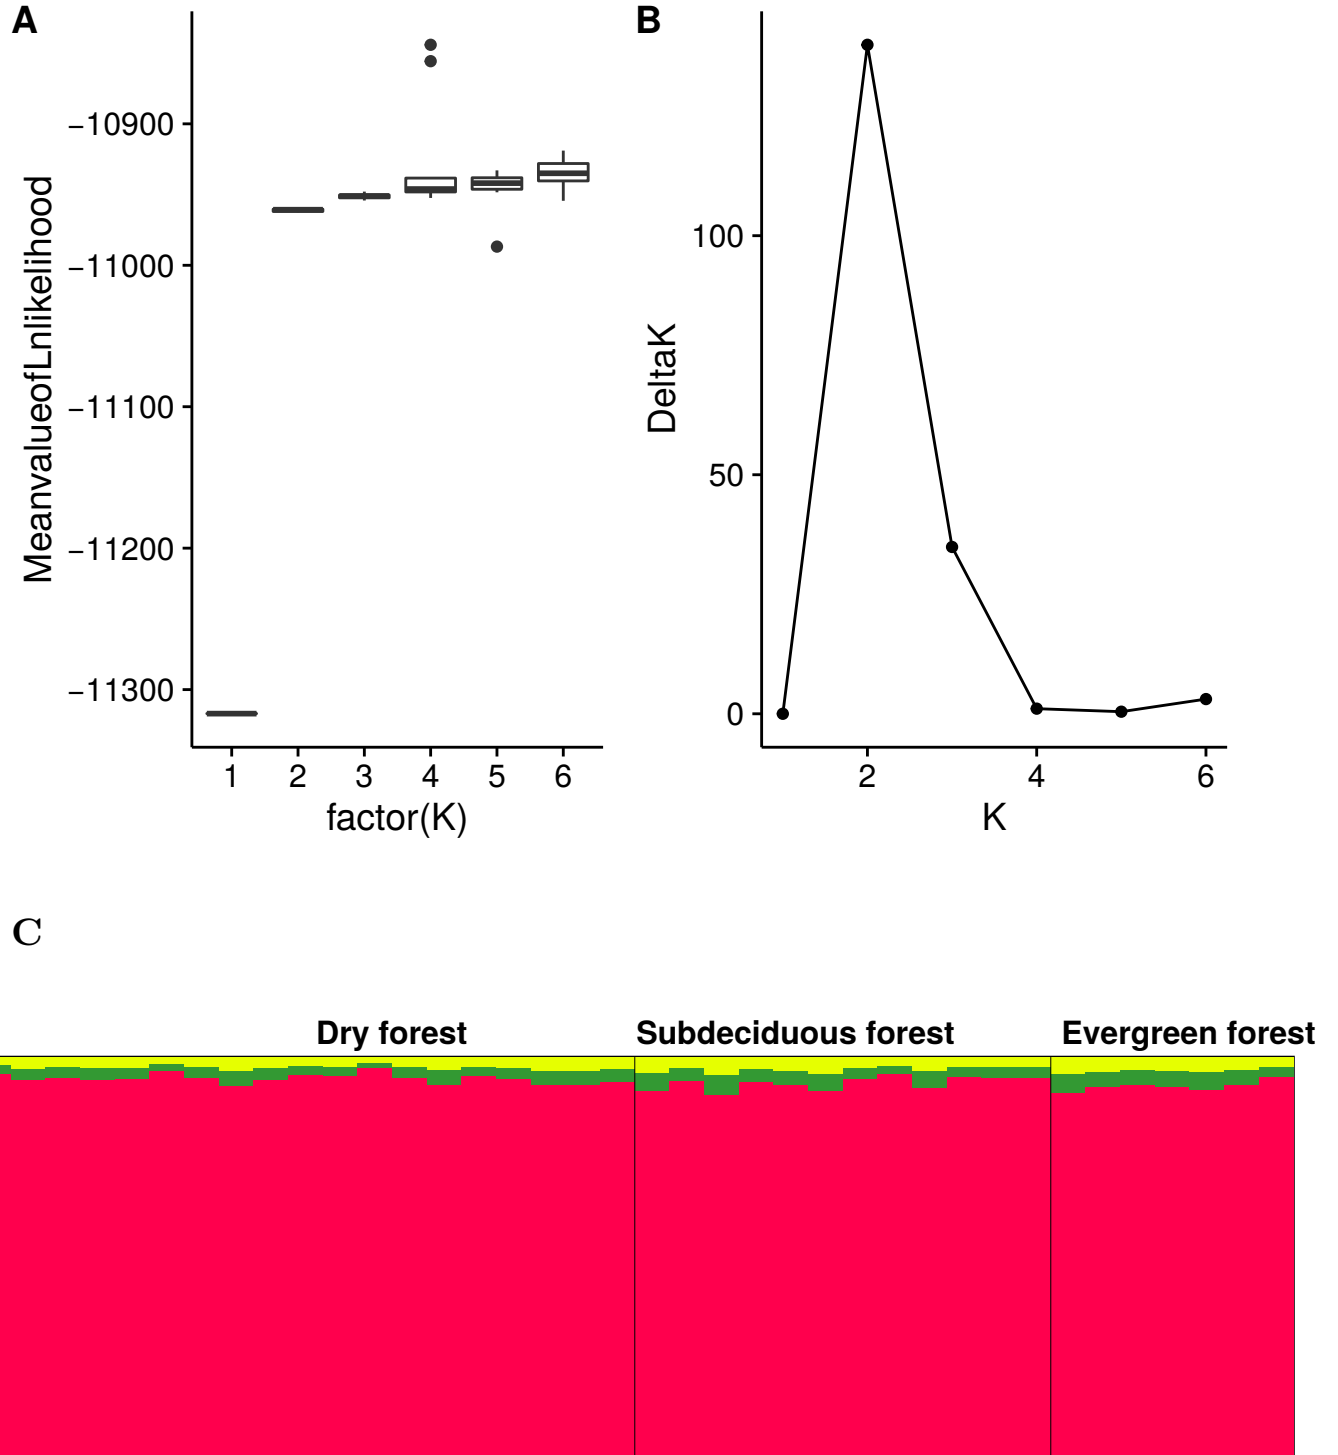 A
MeanvalueofLnlikelihood
−10900
−11000
−11100
−11200
−11300
1 2 3 4 5 6
factor(K)
B
DeltaK
100
50
0
2 4 6
K
C
Dry forest
Subdeciduous forest
Evergreen forest